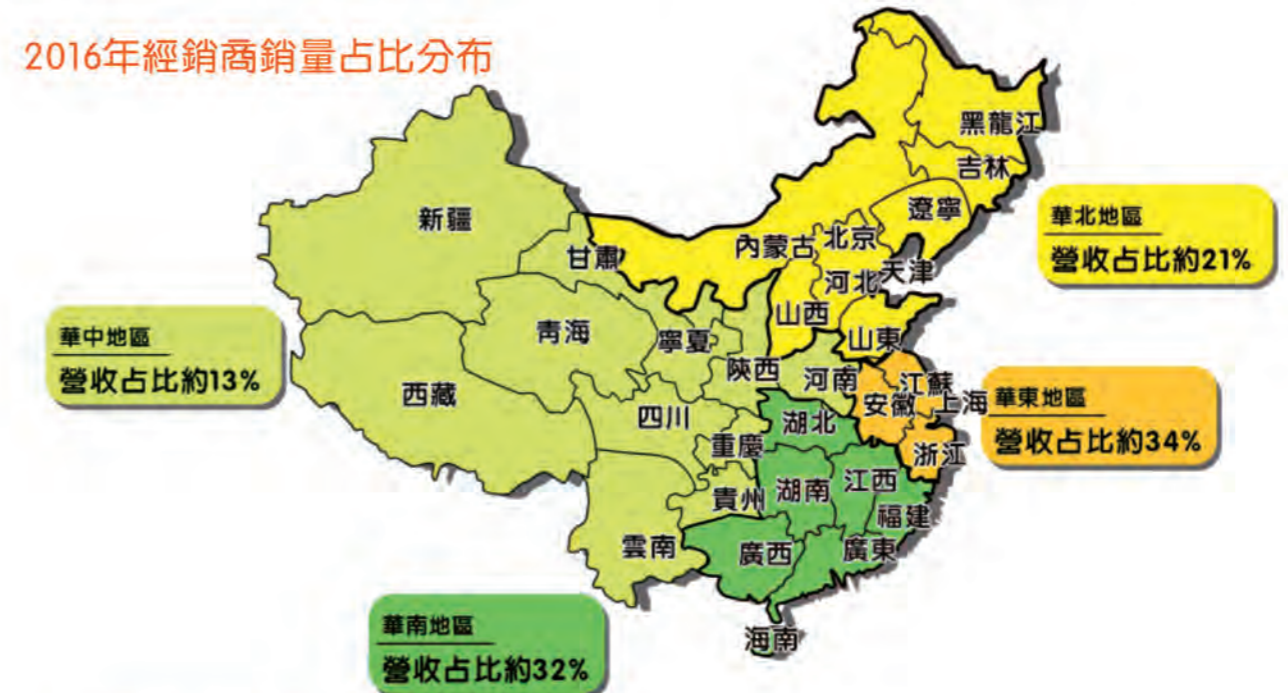 2016年經銷商銷量占比分布
黑龍江
吉林
遼寧
華北地區
營收占比約21%
新疆
甘肅
內蒙古
北京
天津
河北
山西
山東
華中地區
營收占比約13%
青海
寧夏
陝西
河南
西藏
四川
重慶
湖北
安徽
江蘇
上海
浙江
華東地區
營收占比約34%
貴州
湖南
江西
福建
雲南
廣西
廣東
華南地區
營收占比約32%
海南